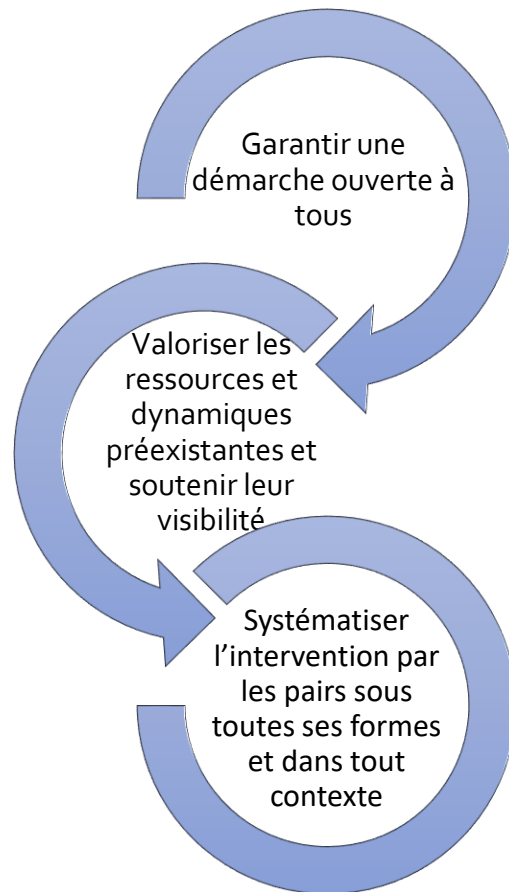 Garantir une
démarche ouverte à
tous
Valoriser les
ressources et
dynamiques
préexistantes et
soutenir leur
visibilité
Systématiser
l’intervention par
les pairs sous
toutes ses formes
et dans tout
contexte